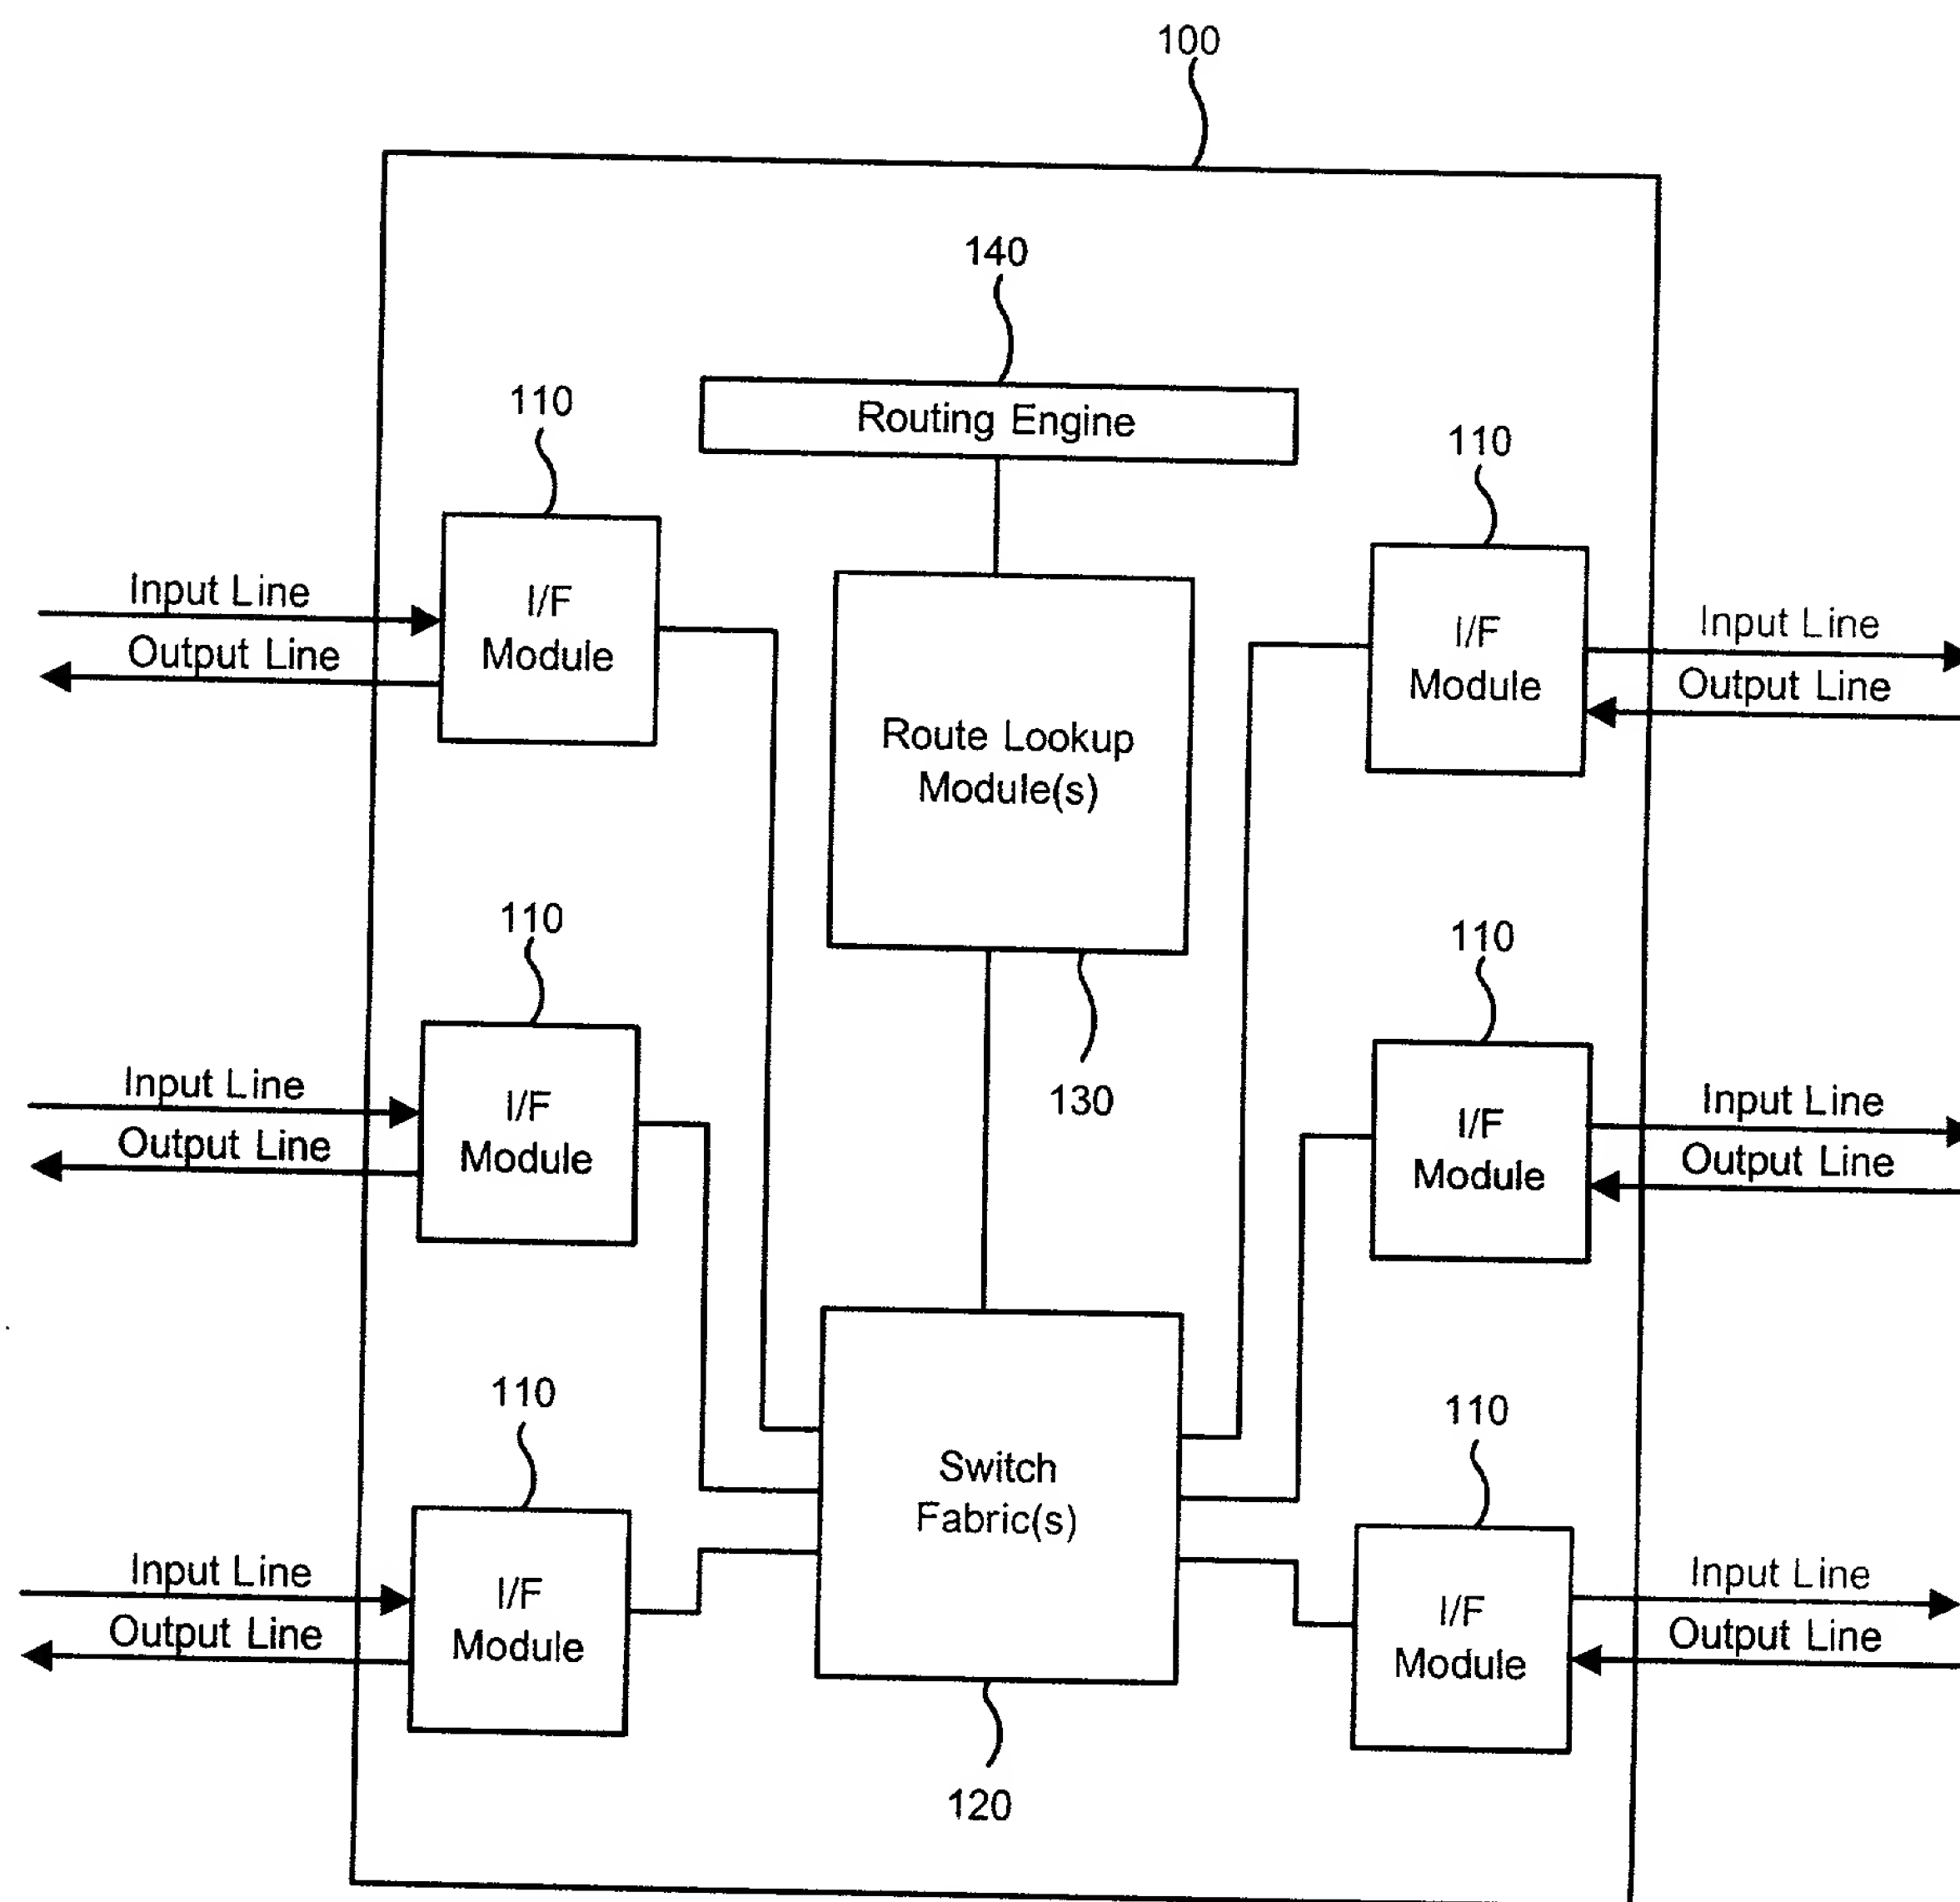 100
140
Routing Engine
110
110
I/F
Module
Input Line
Output Line
Route Lookup
Module(s)
130
I/F
Module
Input Line
Output Line
110
110
I/F
Module
Input Line
Output Line
I/F
Module
Input Line
Output Line
110
110
I/F
Module
Input Line
Output Line
Switch
Fabric(s)
120
I/F
Module
Input Line
Output Line